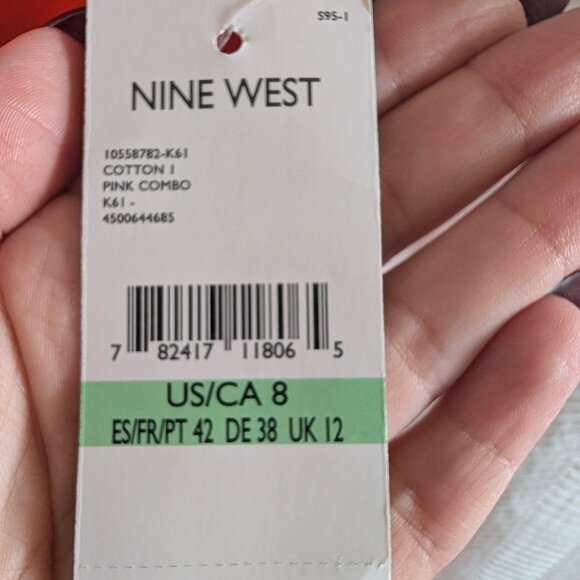 S95-1
NINE WEST
10558782-K61
COTTON 1
PINK COMBO
K61 -
4500644685
7 82417 11806 5
US/CA 8
ES/FR/PT 42 DE 38 UK 12